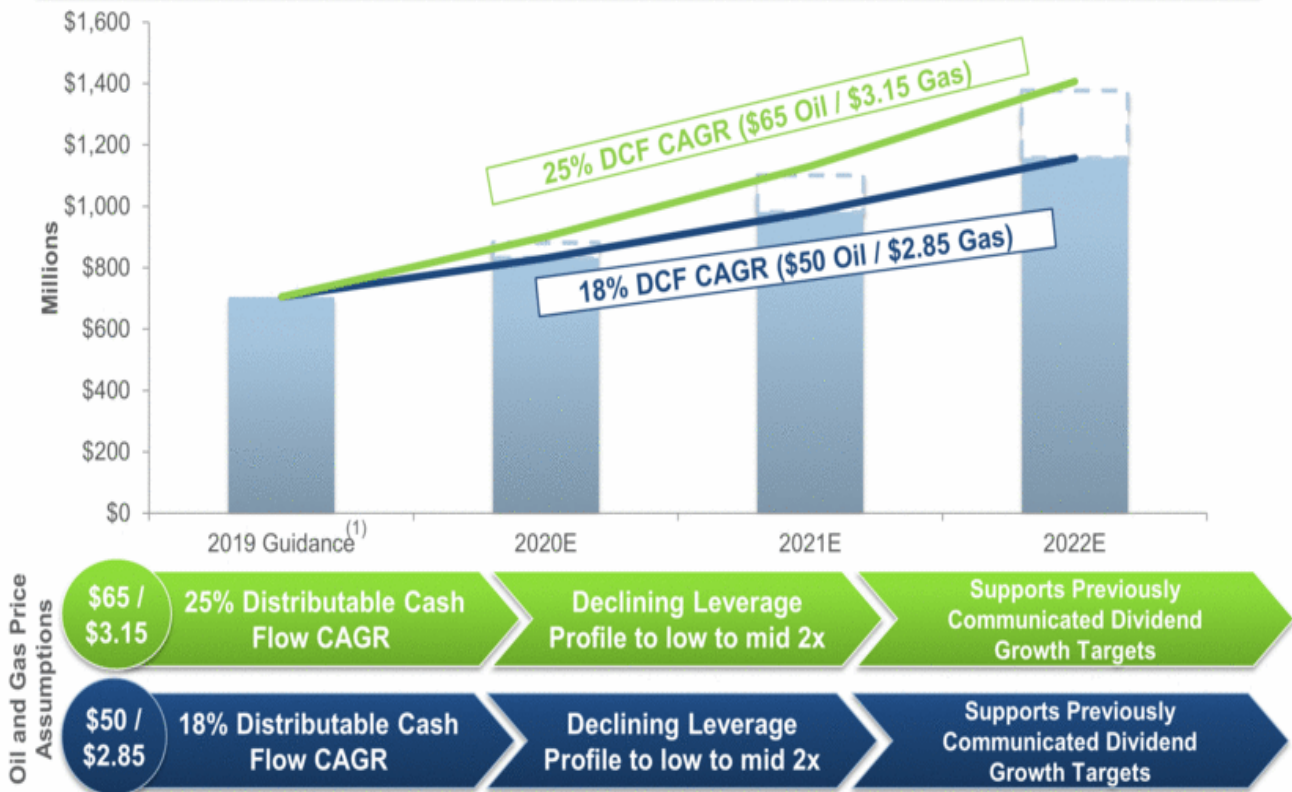 $1,600
$1,400
$1,200
$1,000
$800
$600
$400
$200
$0
Millions
25% DCF CAGR ($65 Oil / $3.15 Gas)
18% DCF CAGR ($50 Oil / $2.85 Gas)
2019 Guidance(1)
2020E
2021E
2022E
Oil and Gas Price
Assumptions
$65 /
$3.15
25% Distributable Cash
Flow CAGR
Declining Leverage
Profile to low to mid 2x
Supports Previously
Communicated Dividend
Growth Targets
$50 /
$2.85
18% Distributable Cash
Flow CAGR
Declining Leverage
Profile to low to mid 2x
Supports Previously
Communicated Dividend
Growth Targets